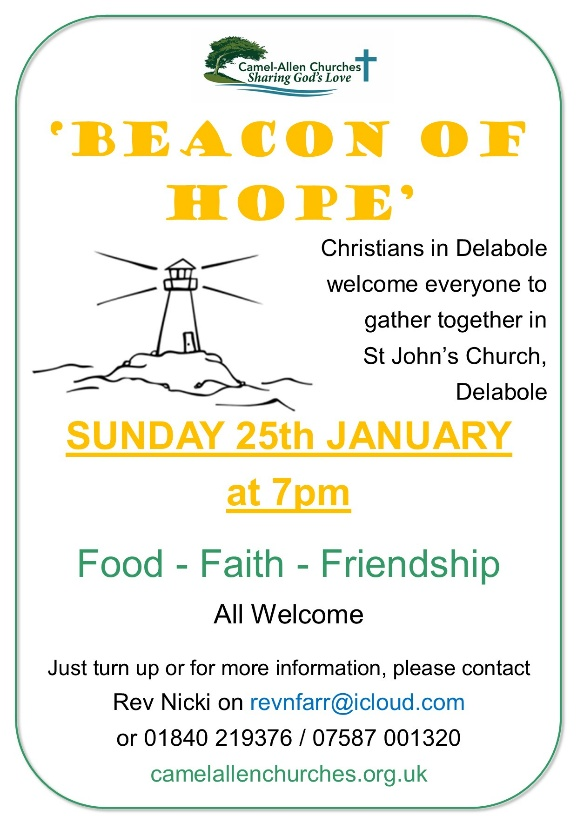 Camel-Allen Churches
Sharing God's Love
'BEACON OF
HOPE'
Christians in Delabole
welcome everyone to
gather together in
St John's Church,
Delabole
SUNDAY 25th JANUARY
at 7pm
Food - Faith - Friendship
All Welcome
Just turn up or for more information, please contact
Rev Nicki on revnfarr@icloud.com
or 01840 219376 / 07587 001320
camelallenchurches.org.uk